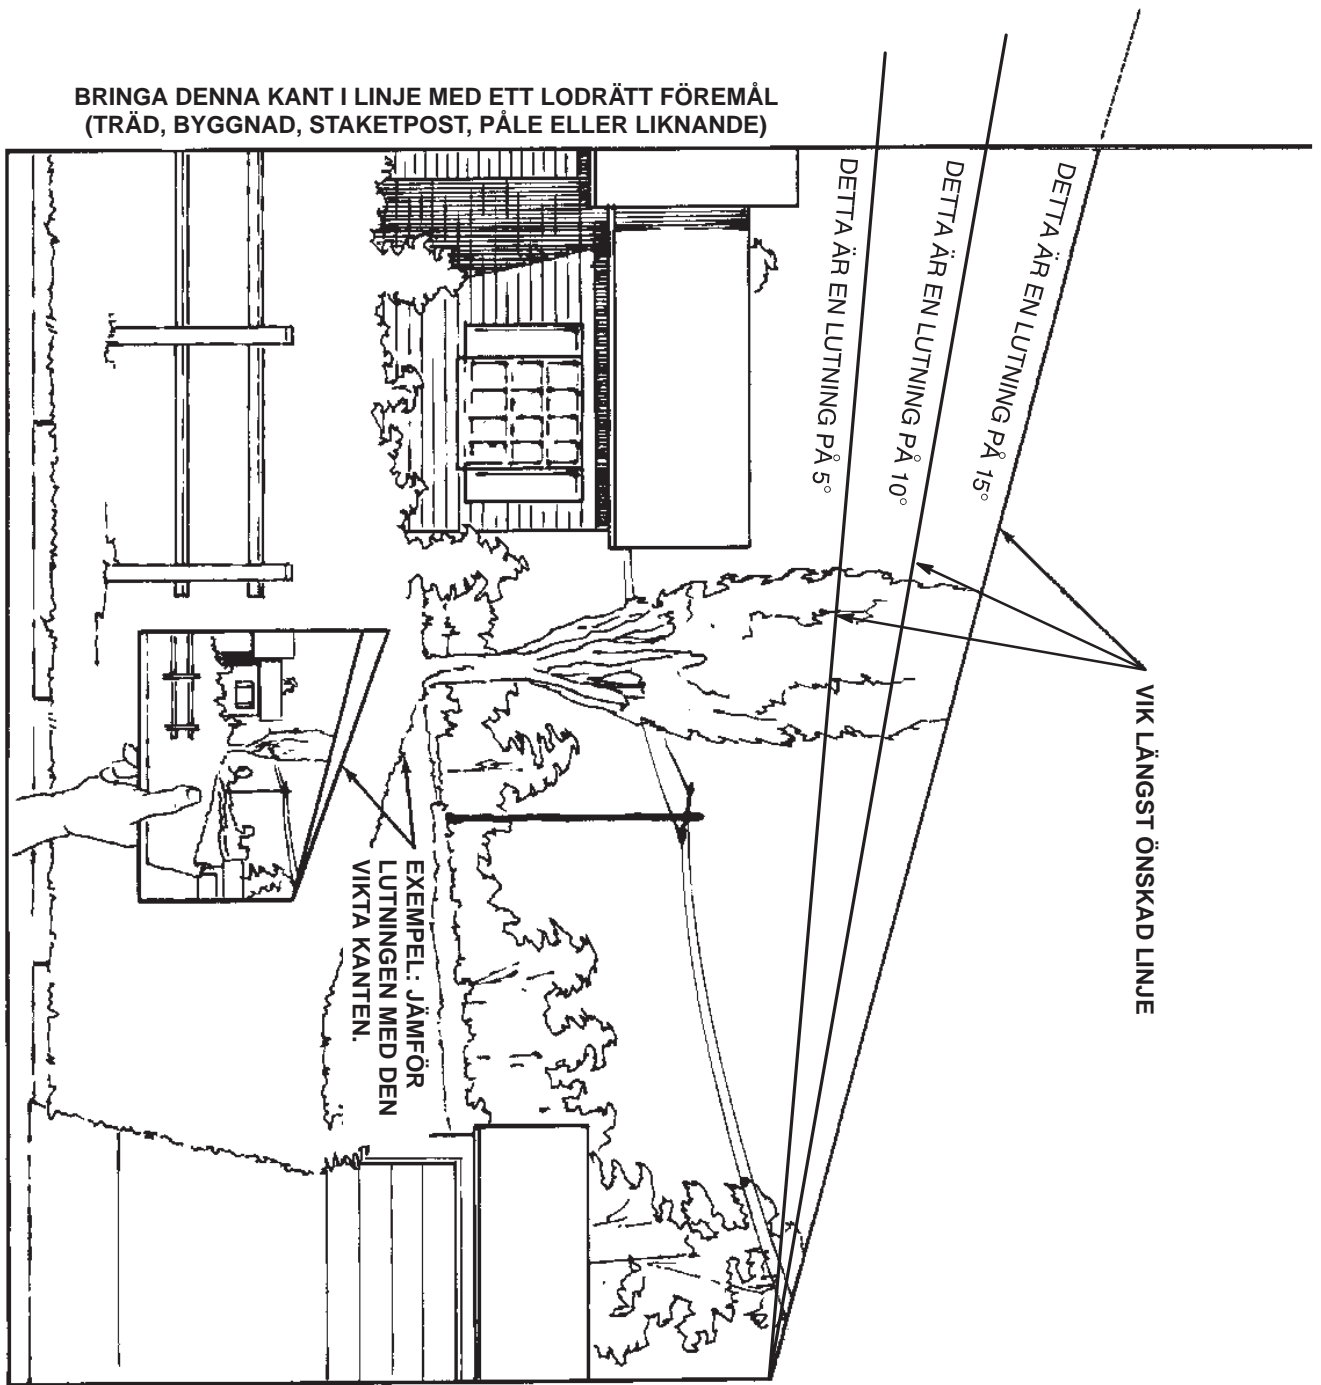 BRINGA DENNA KANT I LINJE MED ETT LODRÄTT FÖREMÅL
(TRÄD, BYGGNAD, STAKETPOST, PÅLE ELLER LIKNANDE)
DETTA ÄR EN LUTNING PÅ 15°
DETTA ÄR EN LUTNING PÅ 10°
DETTA ÄR EN LUTNING PÅ 5°
VIK LÄNGST ÖNSKAD LINJE
EXEMPEL: JÄMFÖR
LUTNINGEN MED DEN
VIKTA KANTEN.